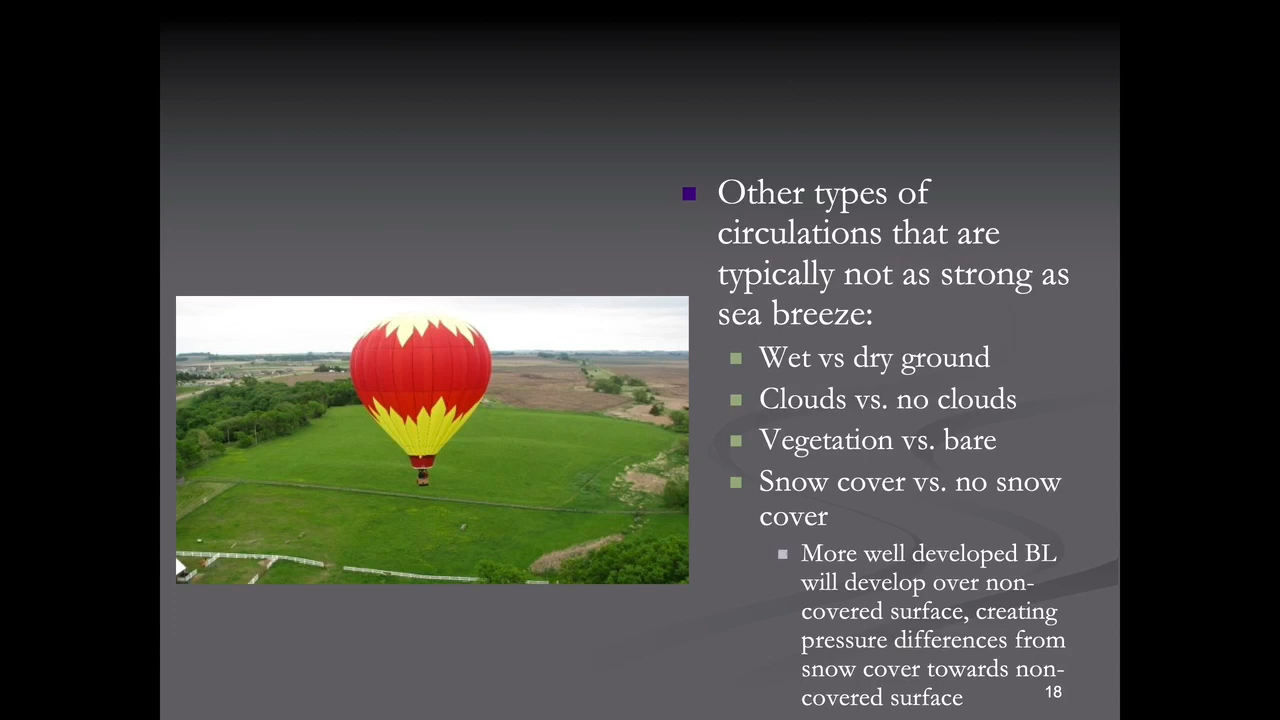 Other types of
circulations that are
typically not as strong as
sea breeze:
Wet vs dry ground
Clouds vs. no clouds
Vegetation vs. bare
Snow cover vs. no snow
cover
More well developed BL
will develop over non-
covered surface, creating
pressure differences from
snow cover towards non-
covered surface
18